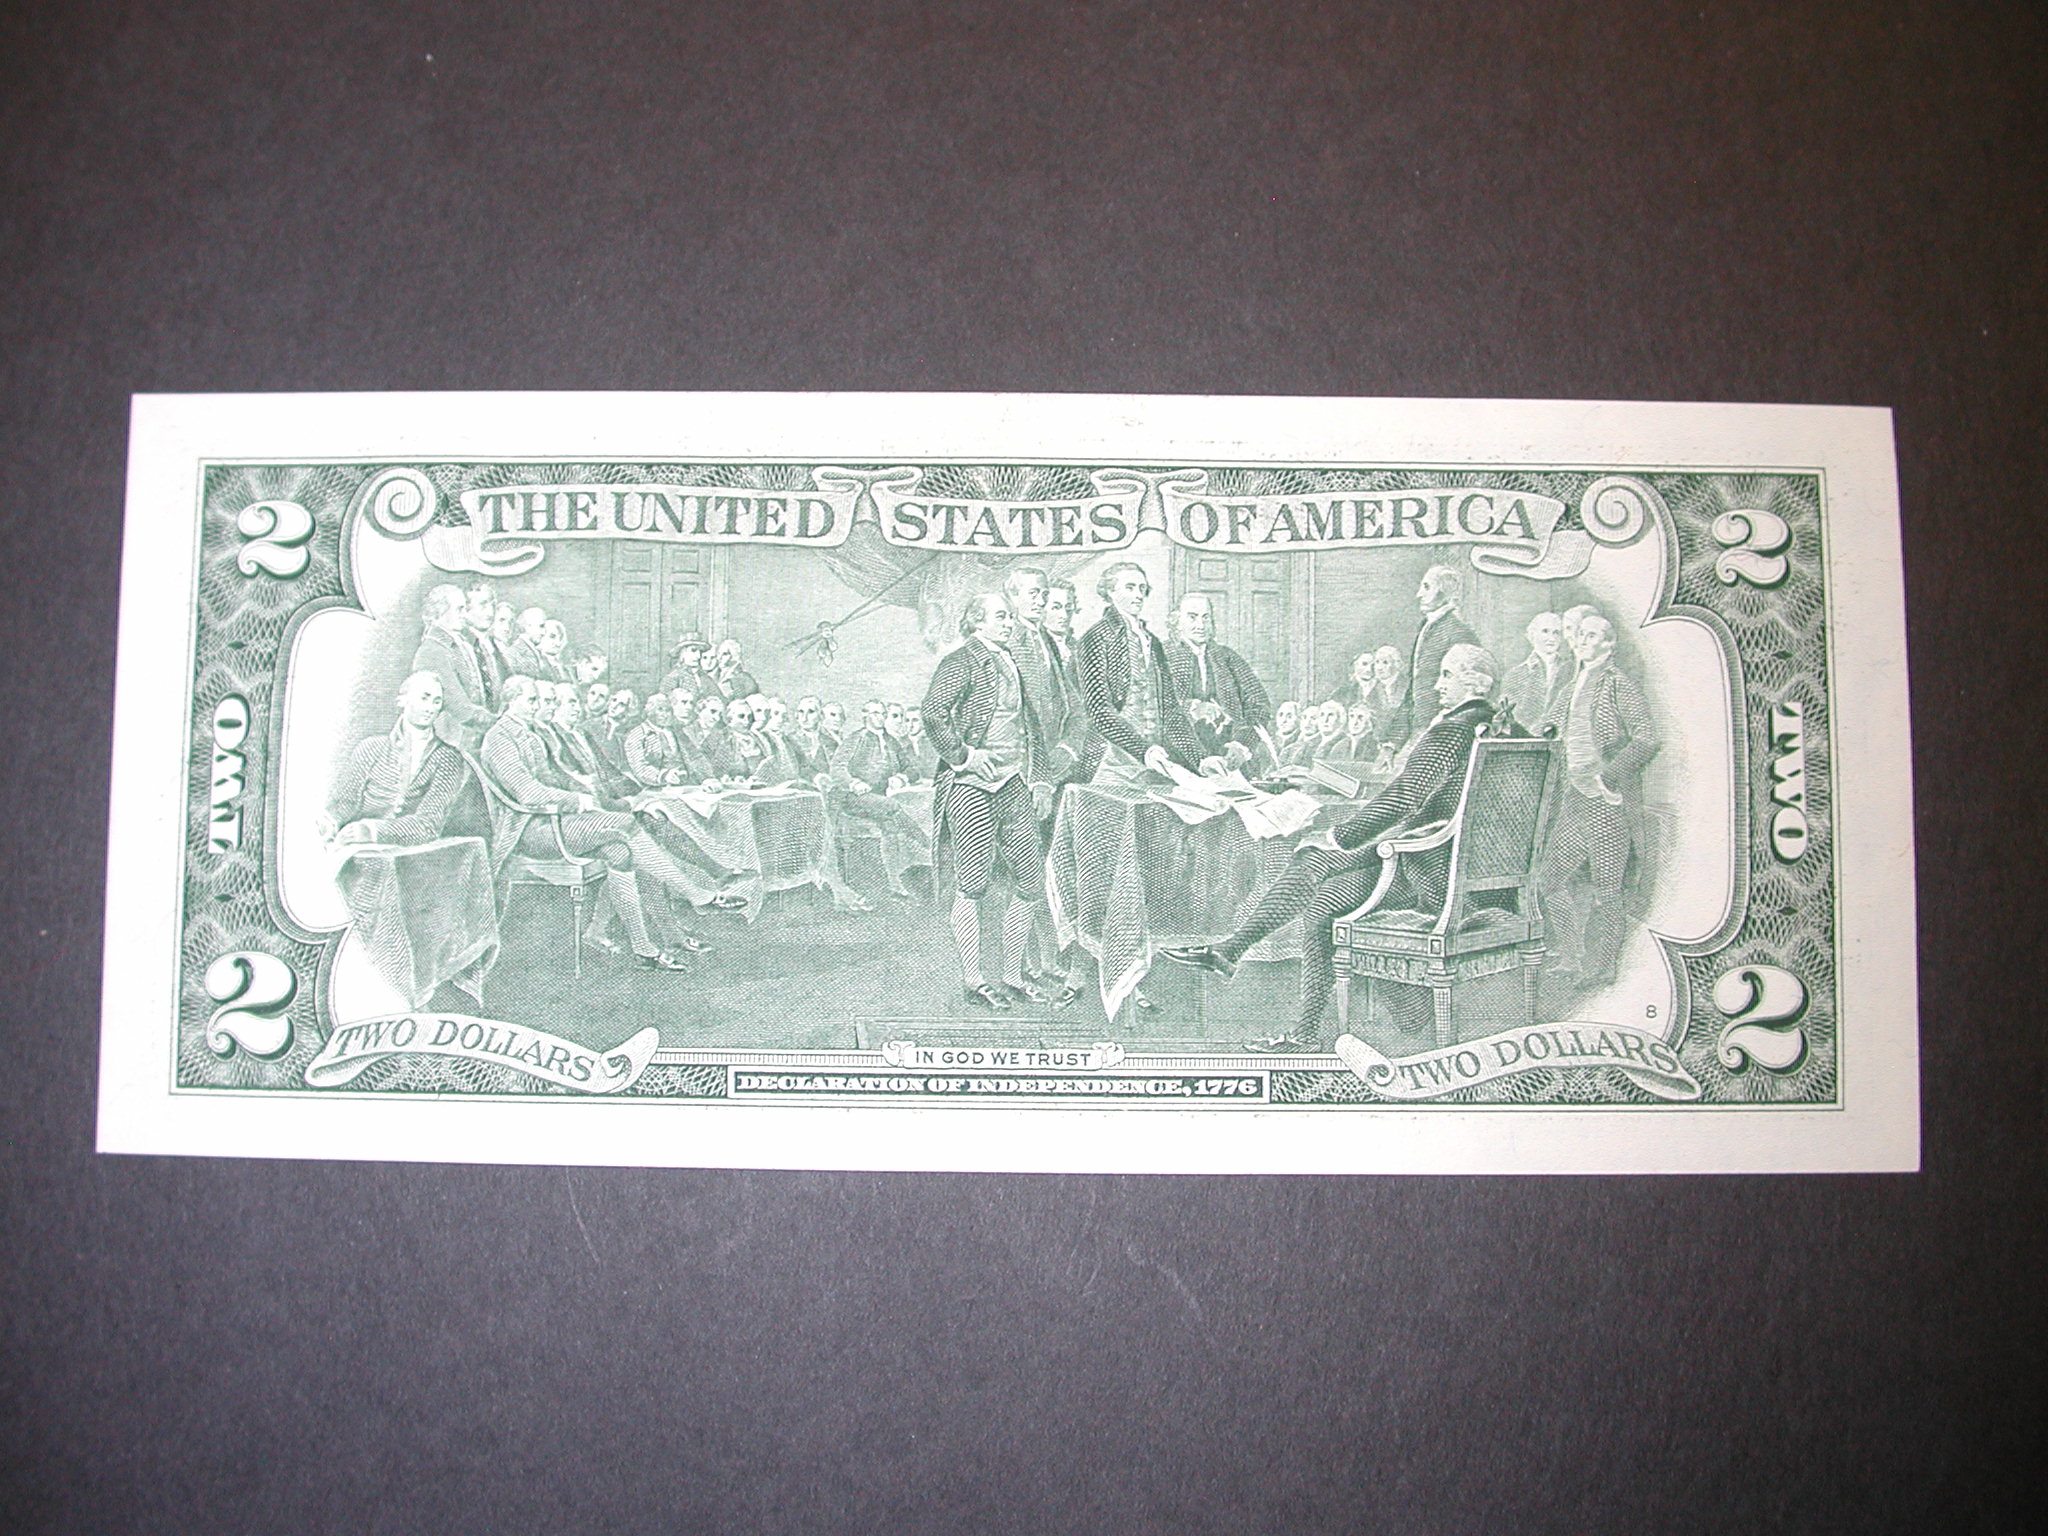 THE UNITED STATES OF AMERICA
2
2
TWO
TWO
2
2
8
TWO DOLLARS
TWO DOLLARS
IN GOD WE TRUST
DECLARATION OF INDEPENDENCE, 1776